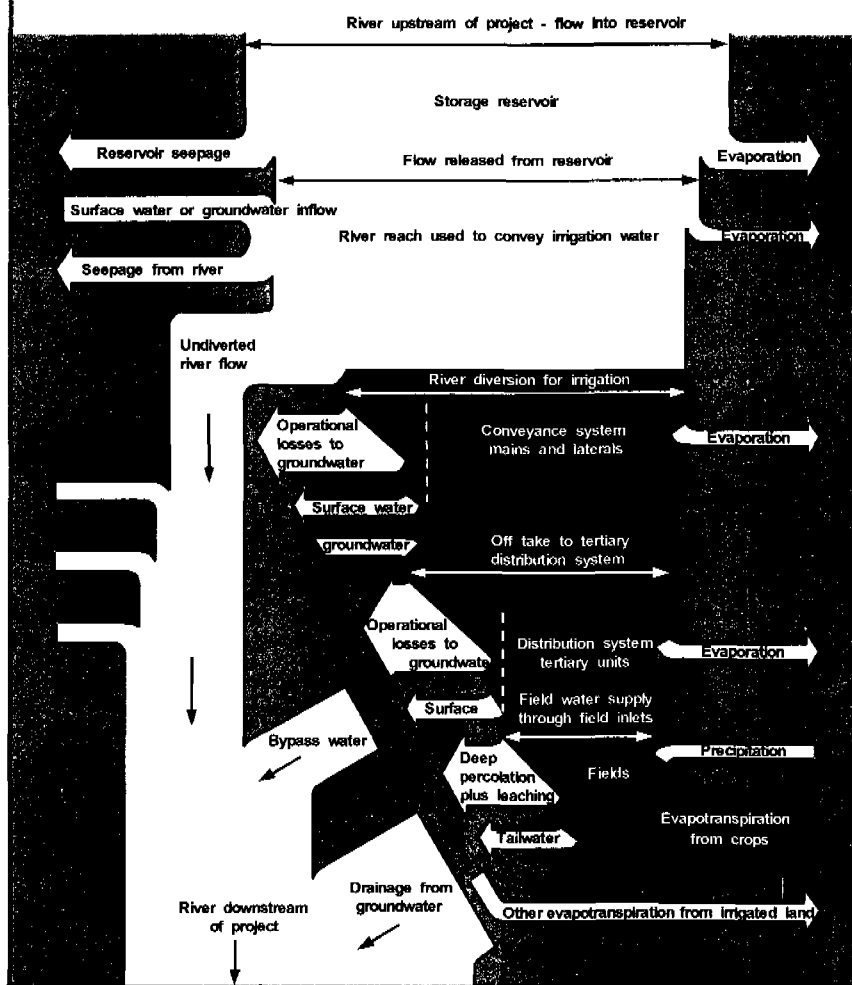 River upstream of project - flow into reservoir
Storage reservoir
Reservoir seepage
Flow released from reservoir
Evaporation
Surface water or groundwater inflow
River reach used to convey irrigation water
Evaporation
Seepage from river
Undiverted
river flow
River diversion for irrigation
Operational
losses to
groundwater
Conveyance system
mains and laterals
Evaporation
Surface water
groundwater
Off take to tertiary
distribution system
Operational
losses to
groundwate
Distribution system
tertiary units
Evaporation
Surface
Field water supply
through field inlets
Bypass water
Precipitation
Deep
percolation
plus leaching
Fields
Tailwater
Evapotranspiration
from crops
Drainage from
groundwater
Other evapotranspiration from irrigated land
River downstream
of project